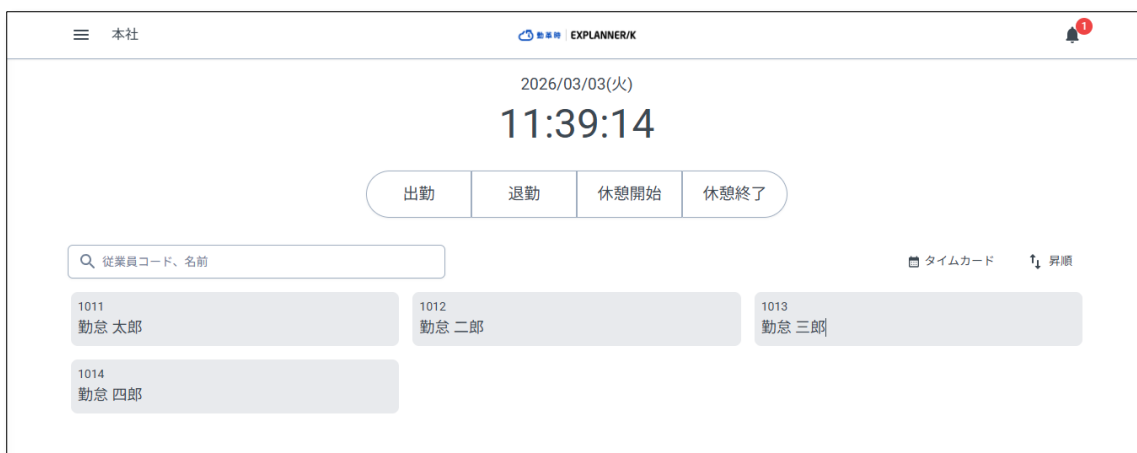 本社
勤革時 EXPLANNER/K
1
2026/03/03(火)
11:39:14
出勤 退勤 休憩開始 休憩終了
従業員コード、名前
タイムカード 昇順
1011 1012 1013
勤怠 太郎 勤怠 二郎 勤怠 三郎
1014
勤怠 四郎